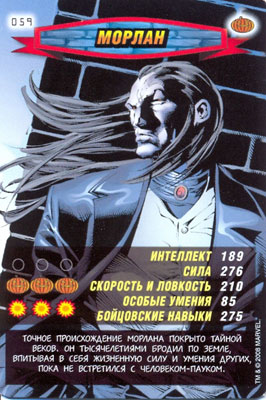 059
МОРЛАН
ИНТЕЛЛЕКТ 189
СИЛА 276
СКОРОСТЬ И ЛОВКОСТЬ 210
ОСОБЫЕ УМЕНИЯ 85
БОЙЦОВСКИЕ НАВЫКИ 275
ТОЧНОЕ ПРОИСХОЖДЕНИЕ МОРЛАНА ПОКРЫТО ТАЙНОЙ
ВЕКОВ. ОН ТЫСЯЧЕЛЕТИЯМИ БРОДИЛ ПО ЗЕМЛЕ,
ВПИТЫВАЯ В СЕБЯ ЖИЗНЕННУЮ СИЛУ И УМЕНИЯ ДРУГИХ,
ПОКА НЕ ВСТРЕТИЛСЯ С ЧЕЛОВЕКОМ-ПАУКОМ.
TM & © 2008 MARVEL